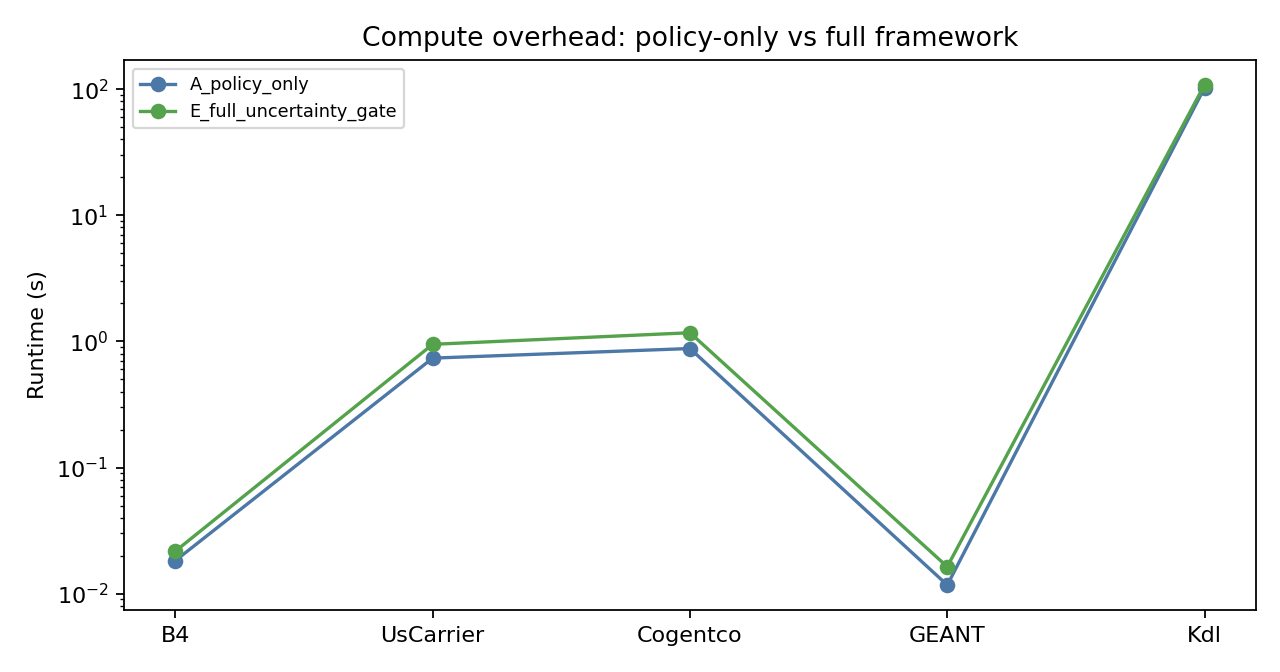 Compute overhead: policy-only vs full framework
A_policy_only
E_full_uncertainty_gate
Runtime (s)
10²
10¹
10⁰
10⁻¹
10⁻²
B4 UsCarrier Cogentco GEANT Kdl